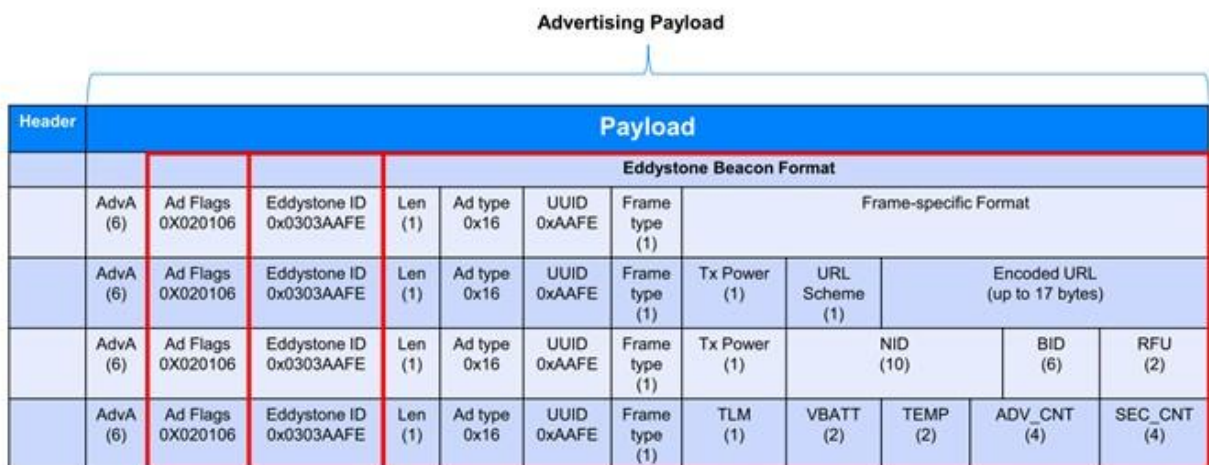 Advertising Payload
Header Payload
Eddystone Beacon Format
AdvA (6) Ad Flags 0X020106 Eddystone ID 0x0303AAFE Len (1) Ad type 0x16 UUID 0xAAFE Frame type (1) Frame-specific Format
AdvA (6) Ad Flags 0X020106 Eddystone ID 0x0303AAFE Len (1) Ad type 0x16 UUID 0xAAFE Frame type (1) Tx Power (1) URL Scheme (1) Encoded URL (up to 17 bytes)
AdvA (6) Ad Flags 0X020106 Eddystone ID 0x0303AAFE Len (1) Ad type 0x16 UUID 0xAAFE Frame type (1) Tx Power (1) NID (10) BID (6) RFU (2)
AdvA (6) Ad Flags 0X020106 Eddystone ID 0x0303AAFE Len (1) Ad type 0x16 UUID 0xAAFE Frame type (1) TLM (1) VBATT (2) TEMP (2) ADV_CNT (4) SEC_CNT (4)